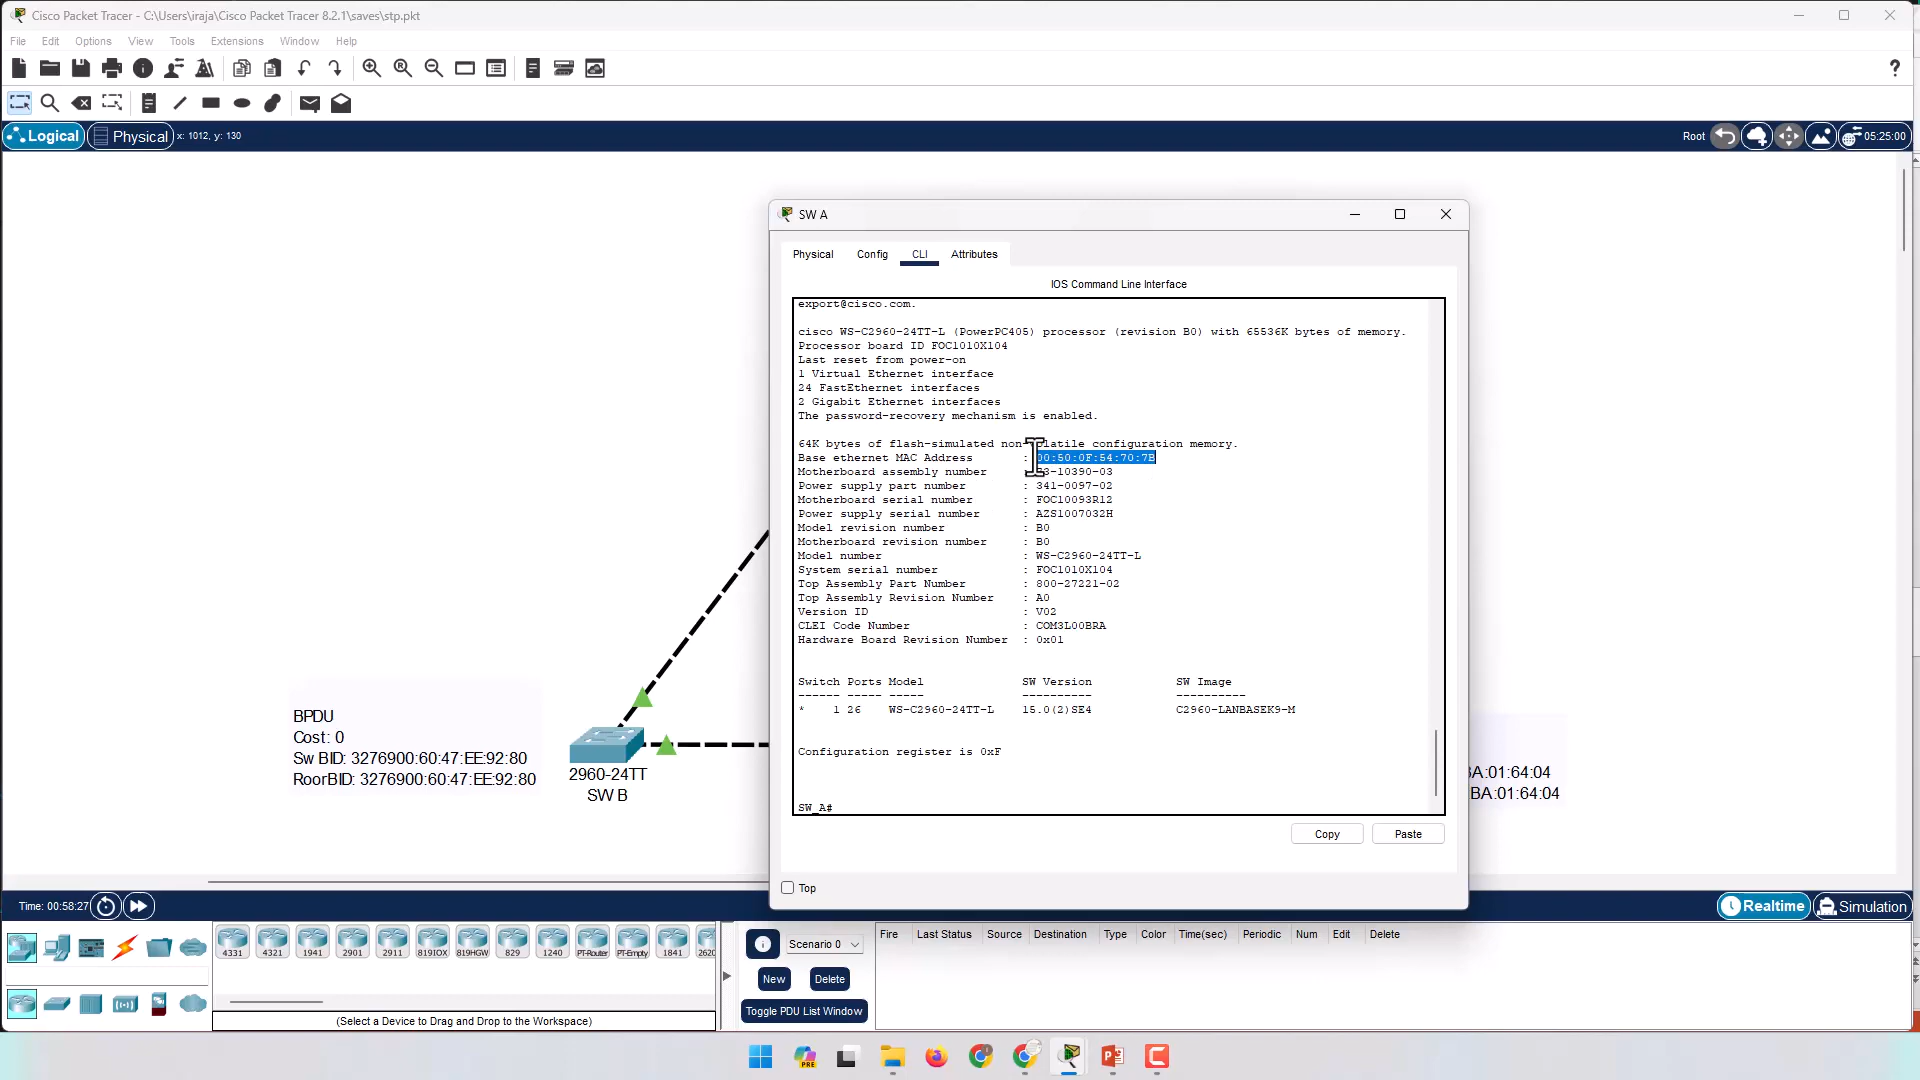 Cisco Packet Tracer - C:\Users\iraja\Cisco Packet Tracer 8.2.1\saves\stp.pkt
File Edit Options View Tools Extensions Window Help
Logical Physical x: 1012, y: 130
Root 05:25:00
SW A
Physical Config CLI Attributes
IOS Command Line Interface
export@cisco.com.
cisco WS-C2960-24TT-L (PowerPC405) processor (revision B0) with 65536K bytes of memory.
Processor board ID FOC1010X104
Last reset from power-on
1 Virtual Ethernet interface
24 FastEthernet interfaces
2 Gigabit Ethernet interfaces
The password-recovery mechanism is enabled.
64K bytes of flash-simulated configuration memory.
Base ethernet MAC Address : 00:50:0F:54:70:7B
Motherboard assembly number : 73-10390-03
Power supply part number : 341-0097-02
Motherboard serial number : FOC10093R12
Power supply serial number : AZS1007032H
Model revision number : B0
Motherboard revision number : B0
Model number : WS-C2960-24TT-L
System serial number : FOC1010X104
Top Assembly Part Number : 800-27221-02
Top Assembly Revision Number : A0
Version ID : V02
CLEI Code Number : COM3L00BRA
Hardware Board Revision Number : 0x01
Switch Ports Model SW Version SW Image
------ ----- ----- ---------- ----------
* 1 26 WS-C2960-24TT-L 15.0(2)SE4 C2960-LANBASEK9-M
Configuration register is 0xF
SW_A#
Copy Paste
Top
BPDU
Cost: 0
Sw BID: 3276900:60:47:EE:92:80
RoorBID: 3276900:60:47:EE:92:80
2960-24TT
SW B
BA:01:64:04
BA:01:64:04
Time: 00:58:27
Realtime Simulation
4331 4321 1941 2901 2911 819IOX 819HGW 829 1240 PT-Router PT-Empty 1841 2620
(Select a Device to Drag and Drop to the Workspace)
Scenario 0
New Delete
Toggle PDU List Window
Fire Last Status Source Destination Type Color Time(sec) Periodic Num Edit Delete
PRE